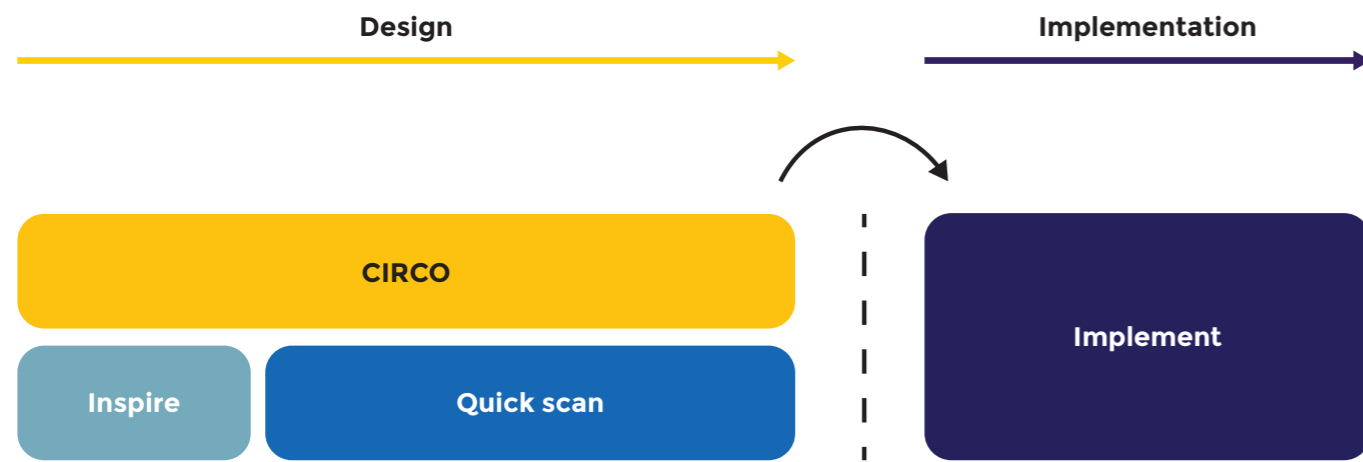 Design
Implementation
CIRCO
Implement
Inspire
Quick scan